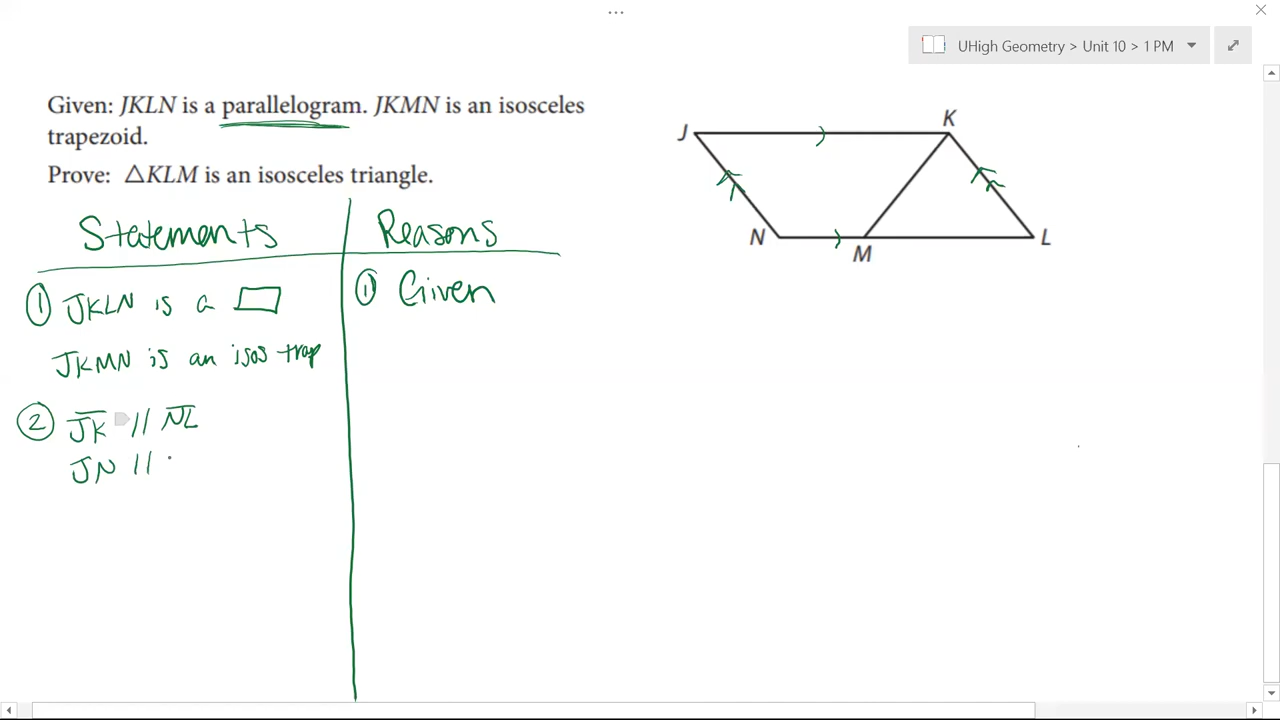 ...
UHigh Geometry > Unit 10 > 1 PM
Given: JKLN is a parallelogram. JKMN is an isosceles
trapezoid.
Prove: △KLM is an isosceles triangle.
J
K
N
M
L
Statements
Reasons
① JKLN is a ▱
① Given
JKMN is an isos trap
② JK // NL
JN //